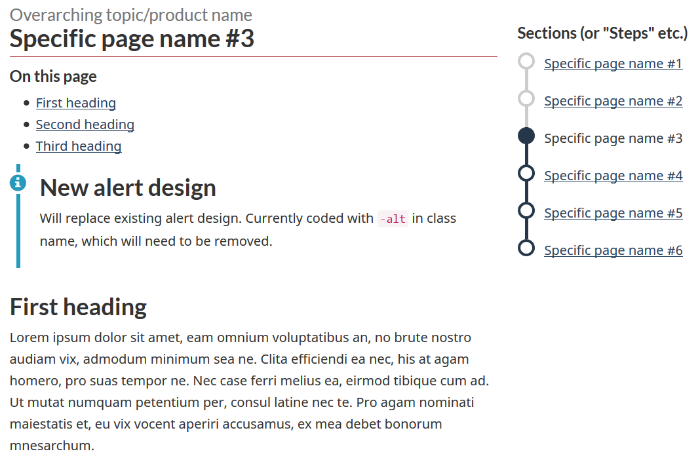 Overarching topic/product name
Specific page name #3
On this page
First heading
Second heading
Third heading
New alert design
Will replace existing alert design. Currently coded with -alt in class
name, which will need to be removed.
First heading
Lorem ipsum dolor sit amet, eam omnium voluptatibus an, no brute nostro
audiam vix, admodum minimum sea ne. Clita efficiendi ea nec, his at agam
homero, pro suas tempor ne. Nec case ferri melius ea, eirmod tibique cum ad.
Ut mutat numquam petentium per, consul latine nec te. Pro agam nominati
maiestatis et, eu vix vocent aperiri accusamus, ex mea debet bonorum
mnesarchum.
Sections (or "Steps" etc.)
Specific page name #1
Specific page name #2
Specific page name #3
Specific page name #4
Specific page name #5
Specific page name #6